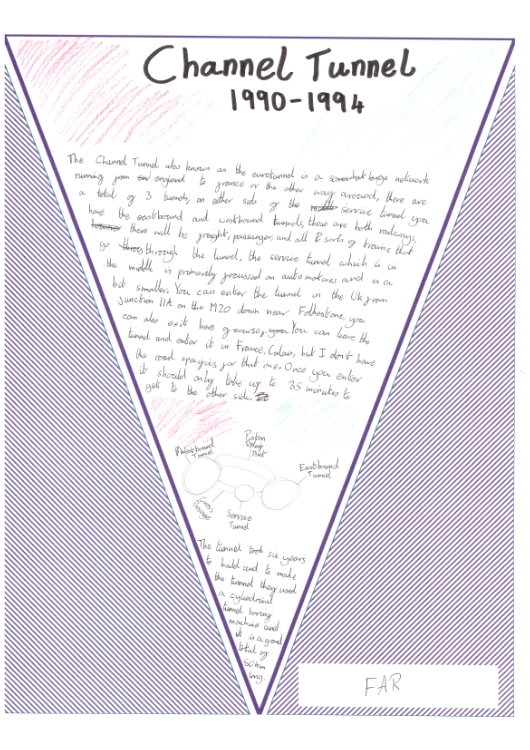 Channel Tunnel
1990-1994
The Channel Tunnel also known as the eurotunnel is a somewhat large network
running from england to france or the other way arround, there are
a total of 3 tunnels, on either side of the service tunnel you
have the eastbound and westbound tunnels, these are both railways,
there will be freight, passenger, and all sorts of trains that
go through the tunnel, the service tunnel which is in
the middle is primarily focussed on automotives and is a
bit smaller. You can enter the tunnel in the UK from
Junction 11A on the M20 down near Folkestone, you
can also exit here of course, you can leave the
tunnel and enter it in France, Calais, but I don't have
the road specifics for that one. Once you enter
it should only take up to 35 minutes to
get to the other side.
Westbound
Tunnel
Piston
Relief
Duct
Eastbound
Tunnel
Cross
Passage
Service
Tunnel
The tunnel took six years
to build and to make
the tunnel they used
a cylindrical
tunnel boring
machine and
it is a grand
total of
50km
long.
FAR